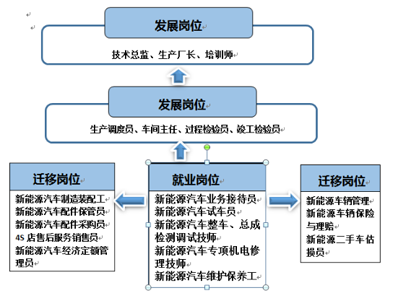 发展岗位
技术总监、生产厂长、培训师
发展岗位
生产调度员、车间主任、过程检验员、竣工检验员
迁移岗位
新能源汽车制造装配工
新能源汽车配件保管员
新能源汽车配件采购员
4S 店售后服务销售员
新能源汽车经济定额管
理员
就业岗位
新能源汽车业务接待员
新能源汽车试车员
新能源汽车整车、总成
检测调试技师
新能源汽车专项机电修
理技师
新能源汽车维护保养工
迁移岗位
新能源车辆管理
新能源车辆保险
与理赔
新能源二手车估
损员